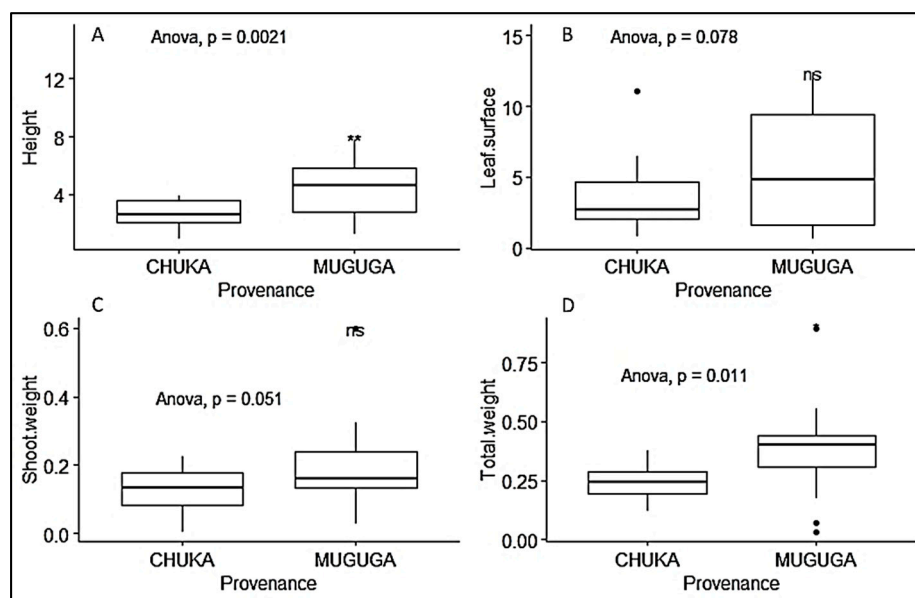 A
Anova, p = 0.0021
Height
12
8
4
**
CHUKA
MUGUGA
Provenance
B
Anova, p = 0.078
Leaf.surface
15
10
5
0
ns
CHUKA
MUGUGA
Provenance
C
Anova, p = 0.051
Shoot.weight
0.6
0.4
0.2
0.0
ns
CHUKA
MUGUGA
Provenance
D
Anova, p = 0.011
Total.weight
0.75
0.50
0.25
0.00
*
CHUKA
MUGUGA
Provenance